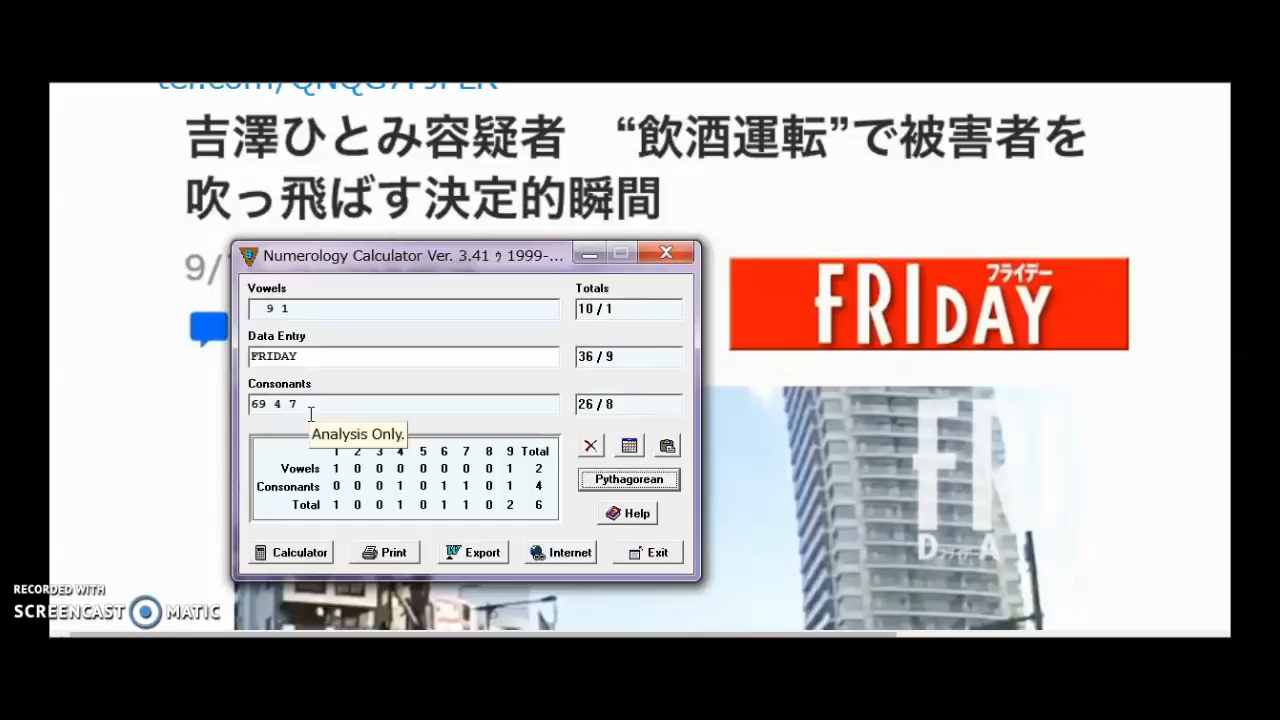 吉澤ひとみ容疑者 “飲酒運転”で被害者を
吹っ飛ばす決定的瞬間
9/
フライデー
FRIDAY
Numerology Calculator Ver. 3.41 ｩ 1999-...
Vowels
Totals
9 1
10 / 1
Data Entry
FRIDAY
36 / 9
Consonants
69 4 7
26 / 8
Analysis Only.
1 2 3 4 5 6 7 8 9 Total
Vowels 1 0 0 0 0 0 0 0 1 2
Consonants 0 0 0 1 0 1 1 0 1 4
Total 1 0 0 1 0 1 1 0 2 6
Pythagorean
Help
Calculator
Print
Export
Internet
Exit
RECORDED WITH
SCREENCAST MATIC